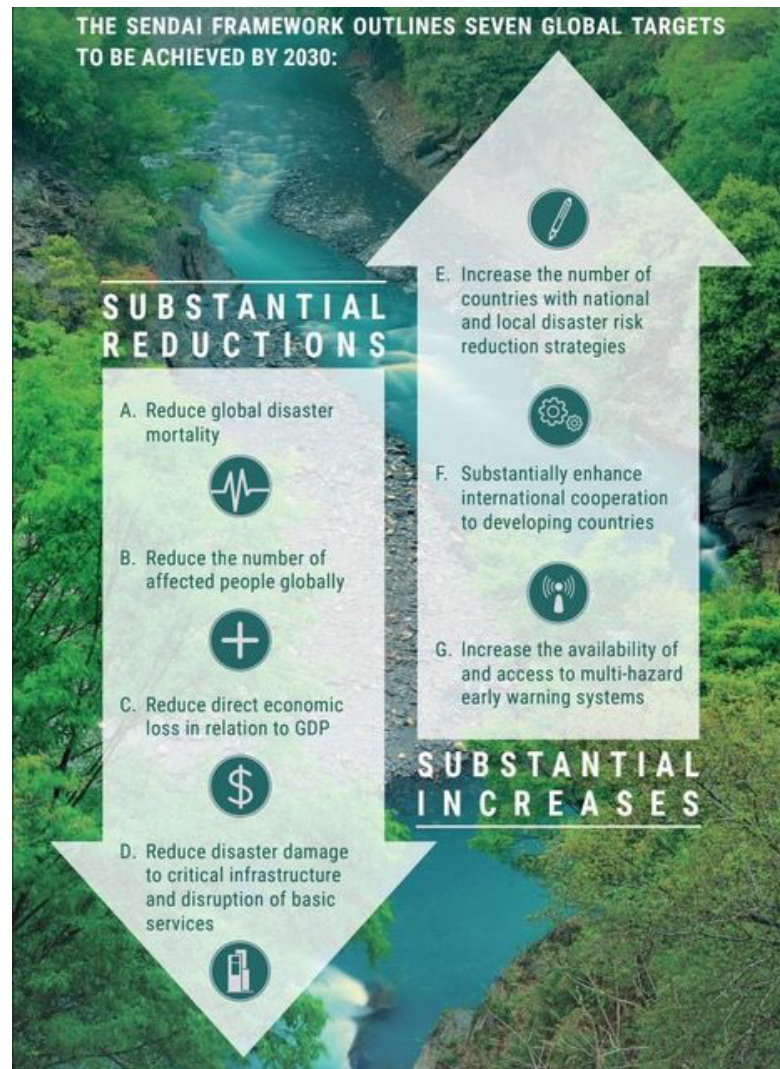 THE SENDAI FRAMEWORK OUTLINES SEVEN GLOBAL TARGETS
TO BE ACHIEVED BY 2030:
SUBSTANTIAL
REDUCTIONS
A. Reduce global disaster
mortality
B. Reduce the number of
affected people globally
C. Reduce direct economic
loss in relation to GDP
$
D. Reduce disaster damage
to critical infrastructure
and disruption of basic
services
E. Increase the number of
countries with national
and local disaster risk
reduction strategies
F. Substantially enhance
international cooperation
to developing countries
G. Increase the availability of
and access to multi-hazard
early warning systems
SUBSTANTIAL
INCREASES